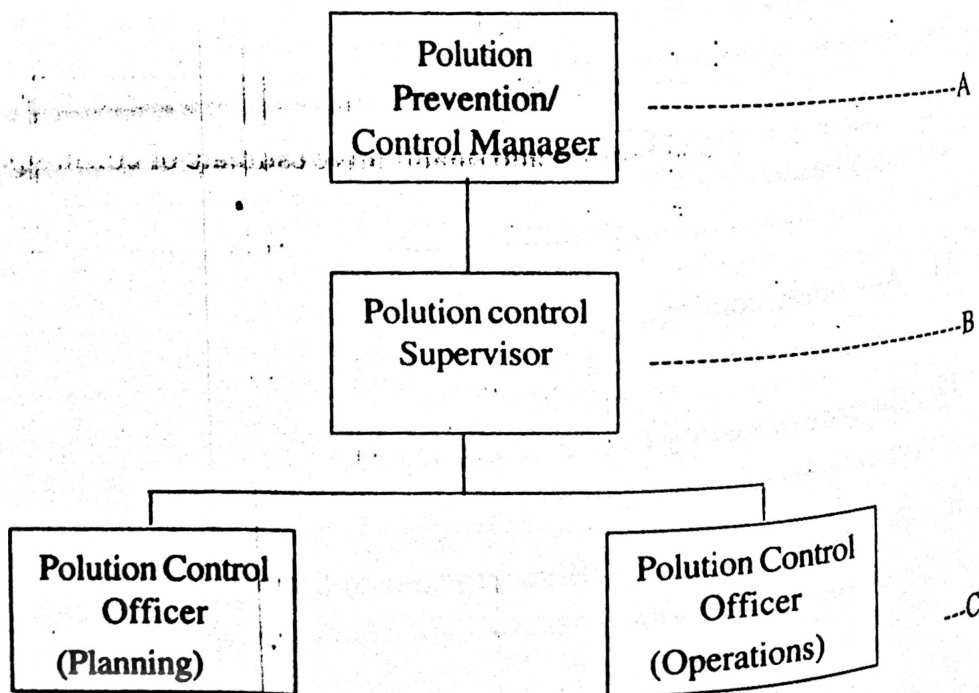 Polution
Prevention/
Control Manager
A
Polution control
Supervisor
B
Polution Control
Officer
(Planning)
Polution Control
Officer
(Operations)
C